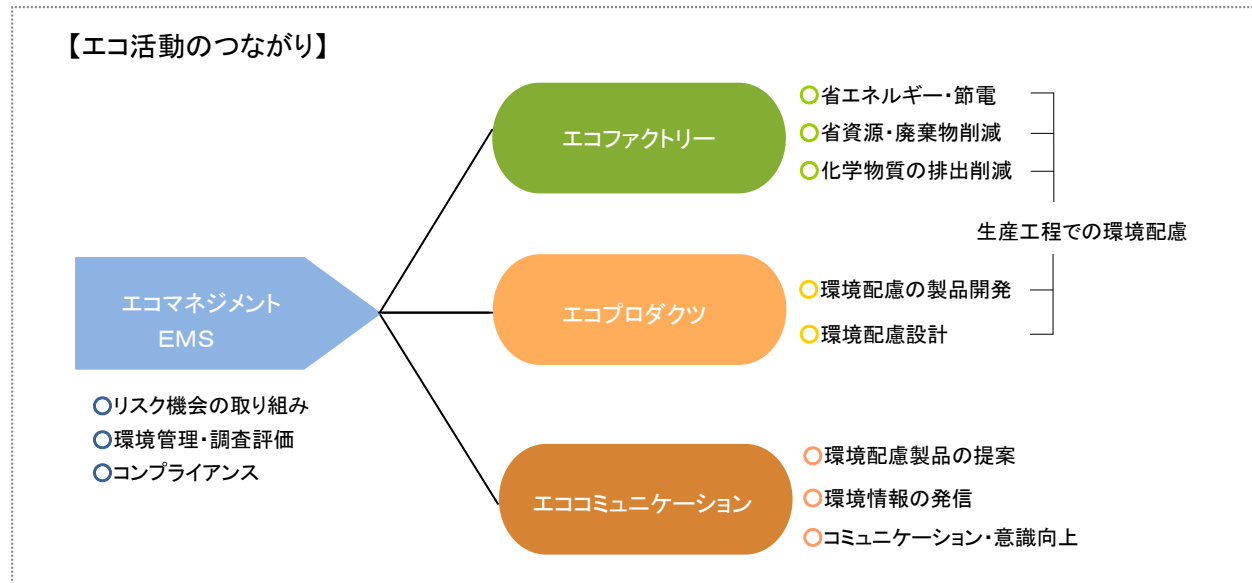 【エコ活動のつながり】
エコファクトリー
省エネルギー・節電
省資源・廃棄物削減
化学物質の排出削減
生産工程での環境配慮
エコマネジメント
EMS
リスク機会の取り組み
環境管理・調査評価
コンプライアンス
エコプロダクツ
環境配慮の製品開発
環境配慮設計
エココミュニケーション
環境配慮製品の提案
環境情報の発信
コミュニケーション・意識向上